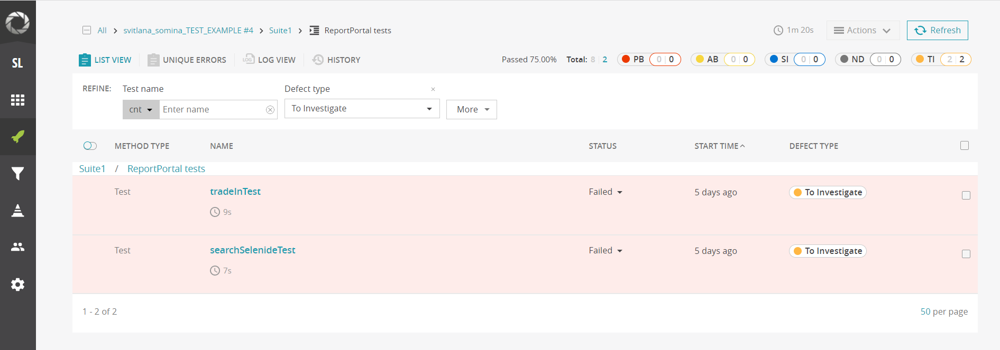 All > svitlana_somina_TEST_EXAMPLE #4 > Suite1 > ReportPortal tests
1m 20s
Actions
Refresh
SL
LIST VIEW
UNIQUE ERRORS
LOG
LOG VIEW
HISTORY
Passed 75.00%
Total: 8 | 2
PB 0 | 0
AB 0 | 0
SI 0 | 0
ND 0 | 0
TI 2 | 2
REFINE:
Test name
Defect type ×
cnt
Enter name
To Investigate
More
METHOD TYPE NAME STATUS START TIME DEFECT TYPE
Suite1 / ReportPortal tests
Test tradeInTest Failed 5 days ago To Investigate
9s
Test searchSelenideTest Failed 5 days ago To Investigate
7s
1 - 2 of 2
50 per page